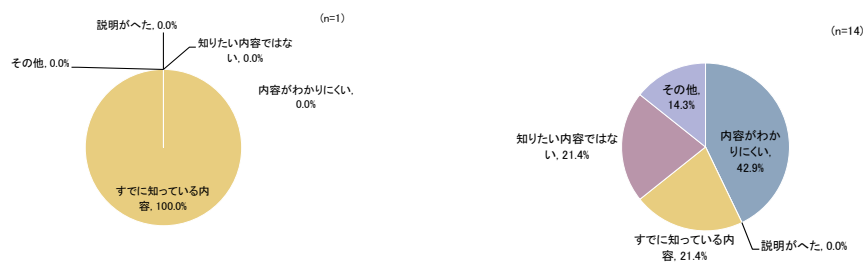 (n=1)
説明がへた, 0.0%
知りたい内容ではな
い, 0.0%
その他, 0.0%
内容がわかりにくい,
0.0%
すでに知っている内
容, 100.0%
(n=14)
その他,
14.3%
内容がわか
りにくい,
42.9%
知りたい内容ではな
い, 21.4%
すでに知っている内
容, 21.4%
説明がへた, 0.0%